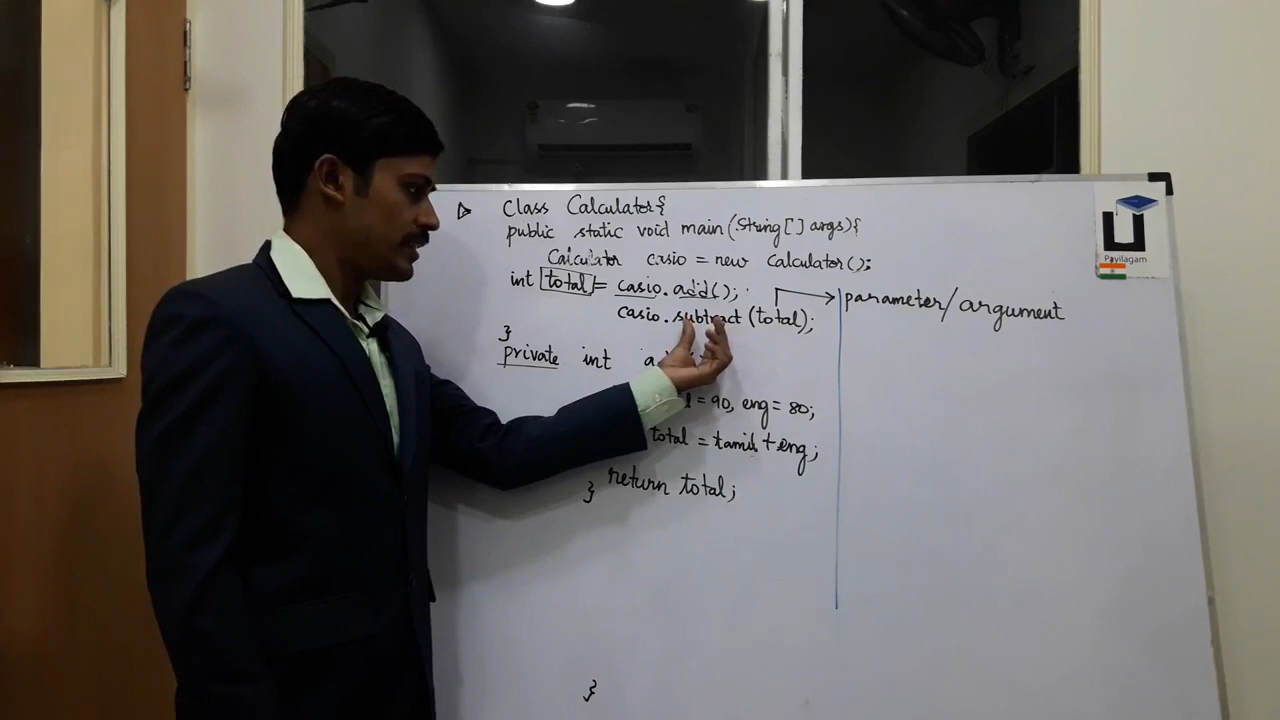 Class Calculator{
public static void main(String[] args){
Calculator casio = new calculator();
int total = casio.add();
casio.subtract (total);
parameter/argument
}
private int
= 90, eng = 80;
total = tamil + eng;
return total;
}
}
Payilagam